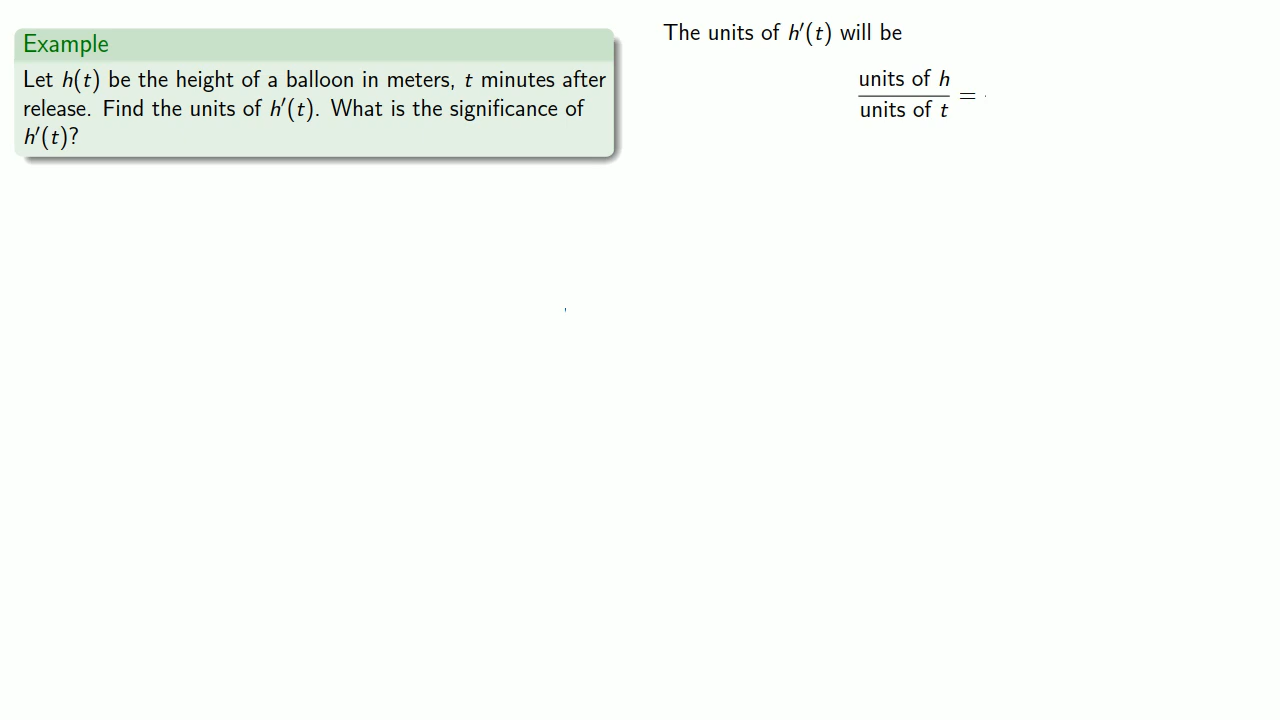 Example
Let h(t) be the height of a balloon in meters, t minutes after
release. Find the units of h′(t). What is the significance of
h′(t)?
The units of h′(t) will be
units of h
units of t
=